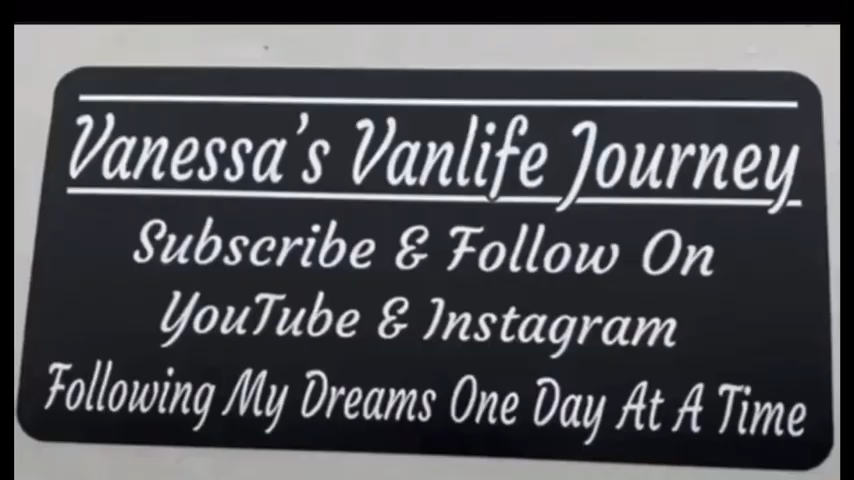 Vanessa's Vanlife Journey
Subscribe & Follow On
YouTube & Instagram
Following My Dreams One Day At A Time